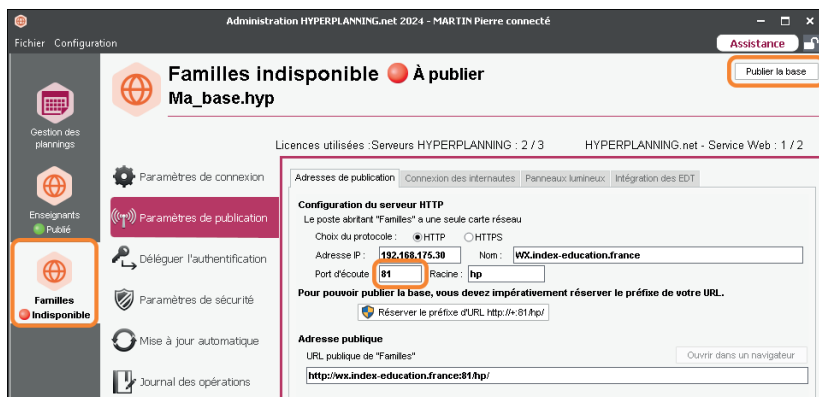 Administration HYPERPLANNING.net 2024 - MARTIN Pierre connecté
Fichier Configuration
Assistance
Familles indisponible À publier
Publier la base
Ma_base.hyp
Gestion des
plannings
Licences utilisées :Serveurs HYPERPLANNING : 2 / 3 HYPERPLANNING.net - Service Web : 1 / 2
Enseignants
Publié
Familles
Indisponible
Paramètres de connexion
Paramètres de publication
Déléguer l'authentification
Paramètres de sécurité
Mise à jour automatique
Journal des opérations
Adresses de publication Connexion des internautes Panneaux lumineux Intégration des EDT
Configuration du serveur HTTP
Le poste abritant "Familles" a une seule carte réseau
Choix du protocole : HTTP HTTPS
Adresse IP : 192.168.175.30 Nom : WX.index-education.france
Port d'écoute : 81 Racine : hp
Pour pouvoir publier la base, vous devez impérativement réserver le préfixe de votre URL.
Réserver le préfixe d'URL http://+:81/hp/
Adresse publique
URL publique de "Familles"
Ouvrir dans un navigateur
http://wx.index-education.france:81/hp/